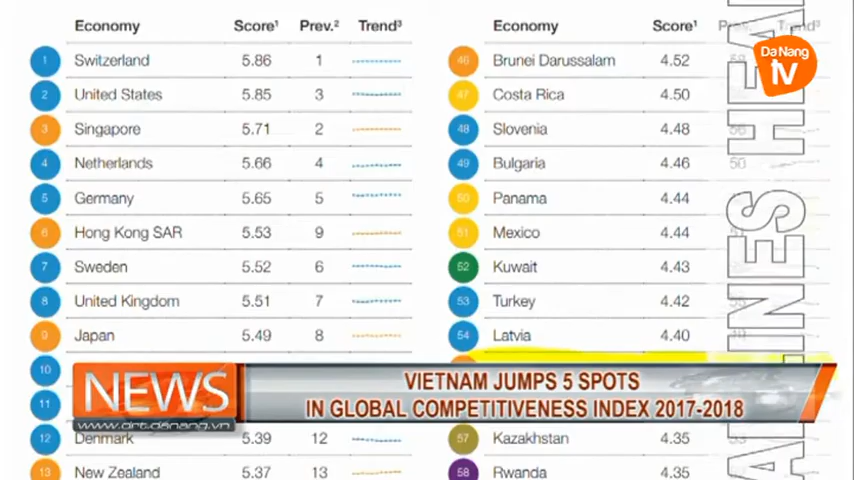 Economy Score¹ Prev.² Trend³
1 Switzerland 5.86 1
2 United States 5.85 3
3 Singapore 5.71 2
4 Netherlands 5.66 4
5 Germany 5.65 5
6 Hong Kong SAR 5.53 9
7 Sweden 5.52 6
8 United Kingdom 5.51 7
9 Japan 5.49 8
10
11
12 Denmark 5.39 12
13 New Zealand 5.37 13
Economy Score¹ Prev. Trend³
46 Brunei Darussalam 4.52
47 Costa Rica 4.50
48 Slovenia 4.48
49 Bulgaria 4.46 50
50 Panama 4.44
51 Mexico 4.44
52 Kuwait 4.43
53 Turkey 4.42
54 Latvia 4.40
57 Kazakhstan 4.35
58 Rwanda 4.35
Da Nang
TV
NEWS
www.drt.danang.vn
VIETNAM JUMPS 5 SPOTS
IN GLOBAL COMPETITIVENESS INDEX 2017-2018